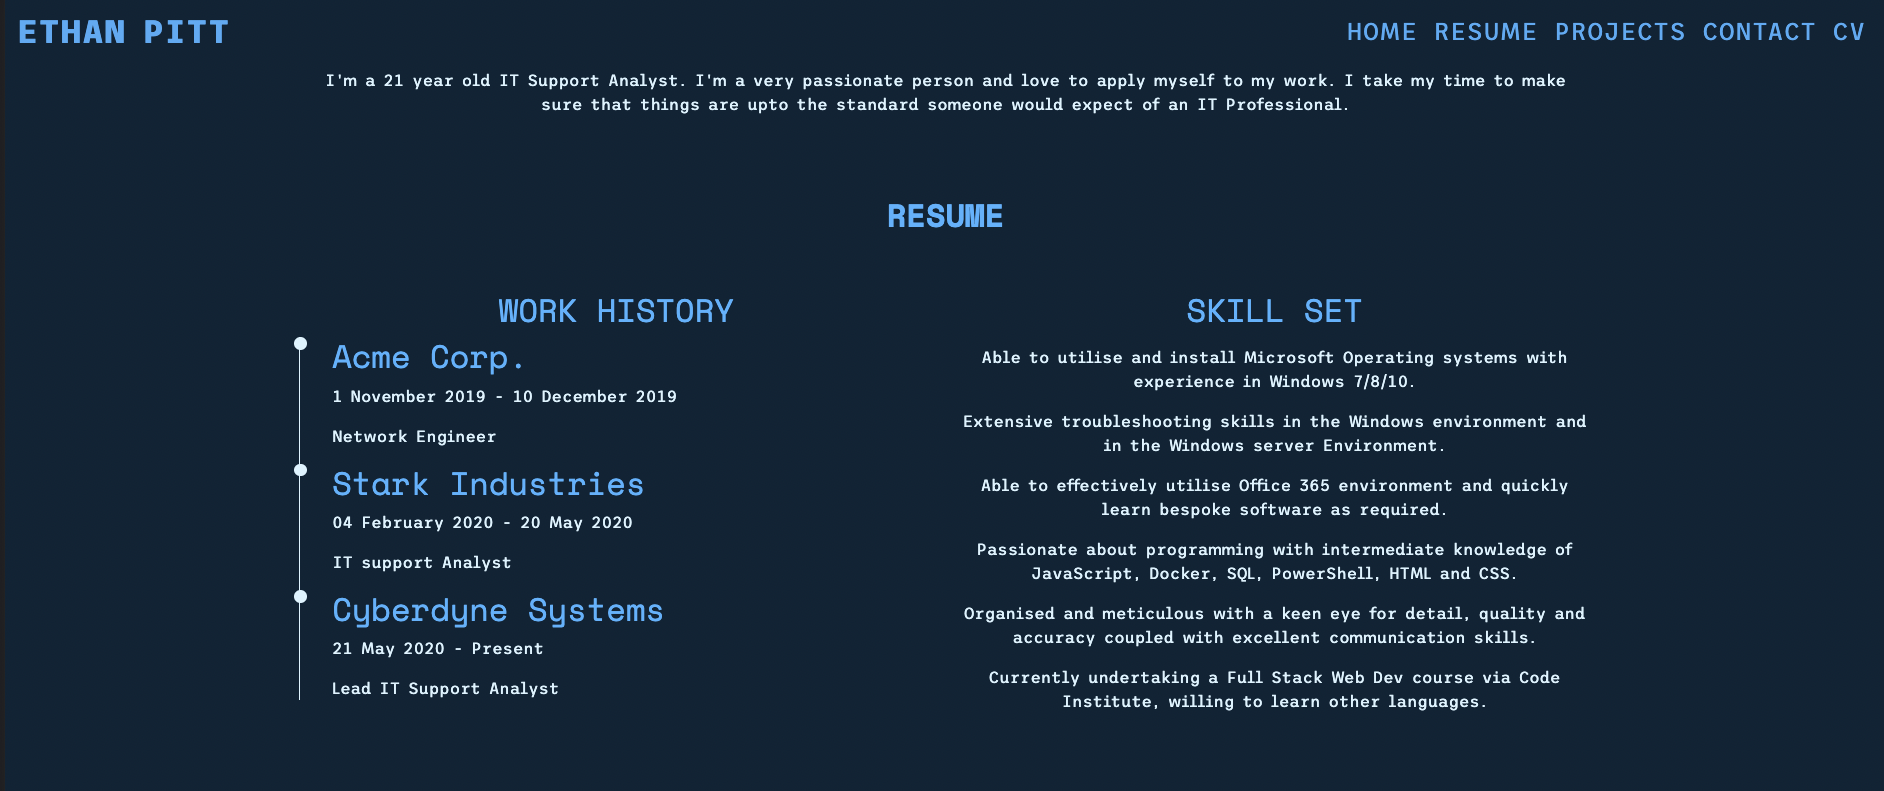 ETHAN PITT
HOME RESUME PROJECTS CONTACT CV
I'm a 21 year old IT Support Analyst. I'm a very passionate person and love to apply myself to my work. I take my time to make
sure that things are upto the standard someone would expect of an IT Professional.
RESUME
WORK HISTORY
Acme Corp.
1 November 2019 - 10 December 2019
Network Engineer
Stark Industries
04 February 2020 - 20 May 2020
IT support Analyst
Cyberdyne Systems
21 May 2020 - Present
Lead IT Support Analyst
SKILL SET
Able to utilise and install Microsoft Operating systems with
experience in Windows 7/8/10.
Extensive troubleshooting skills in the Windows environment and
in the Windows server Environment.
Able to effectively utilise Office 365 environment and quickly
learn bespoke software as required.
Passionate about programming with intermediate knowledge of
JavaScript, Docker, SQL, PowerShell, HTML and CSS.
Organised and meticulous with a keen eye for detail, quality and
accuracy coupled with excellent communication skills.
Currently undertaking a Full Stack Web Dev course via Code
Institute, willing to learn other languages.